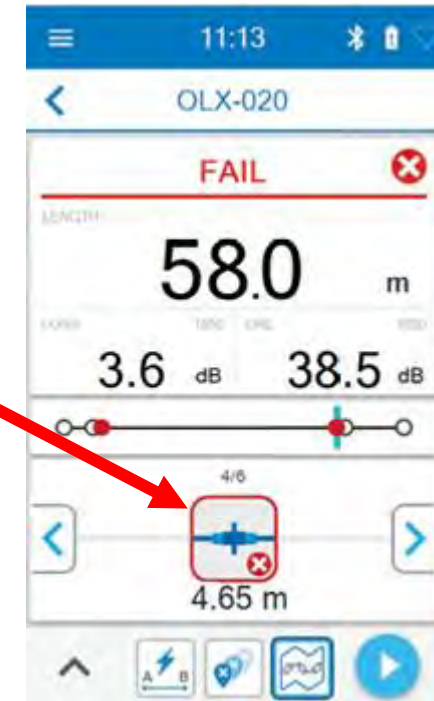 11:13
OLX-020
FAIL
LENGTH
58.0 m
3.6 dB 38.5 dB
4/6
4.65 m
A B